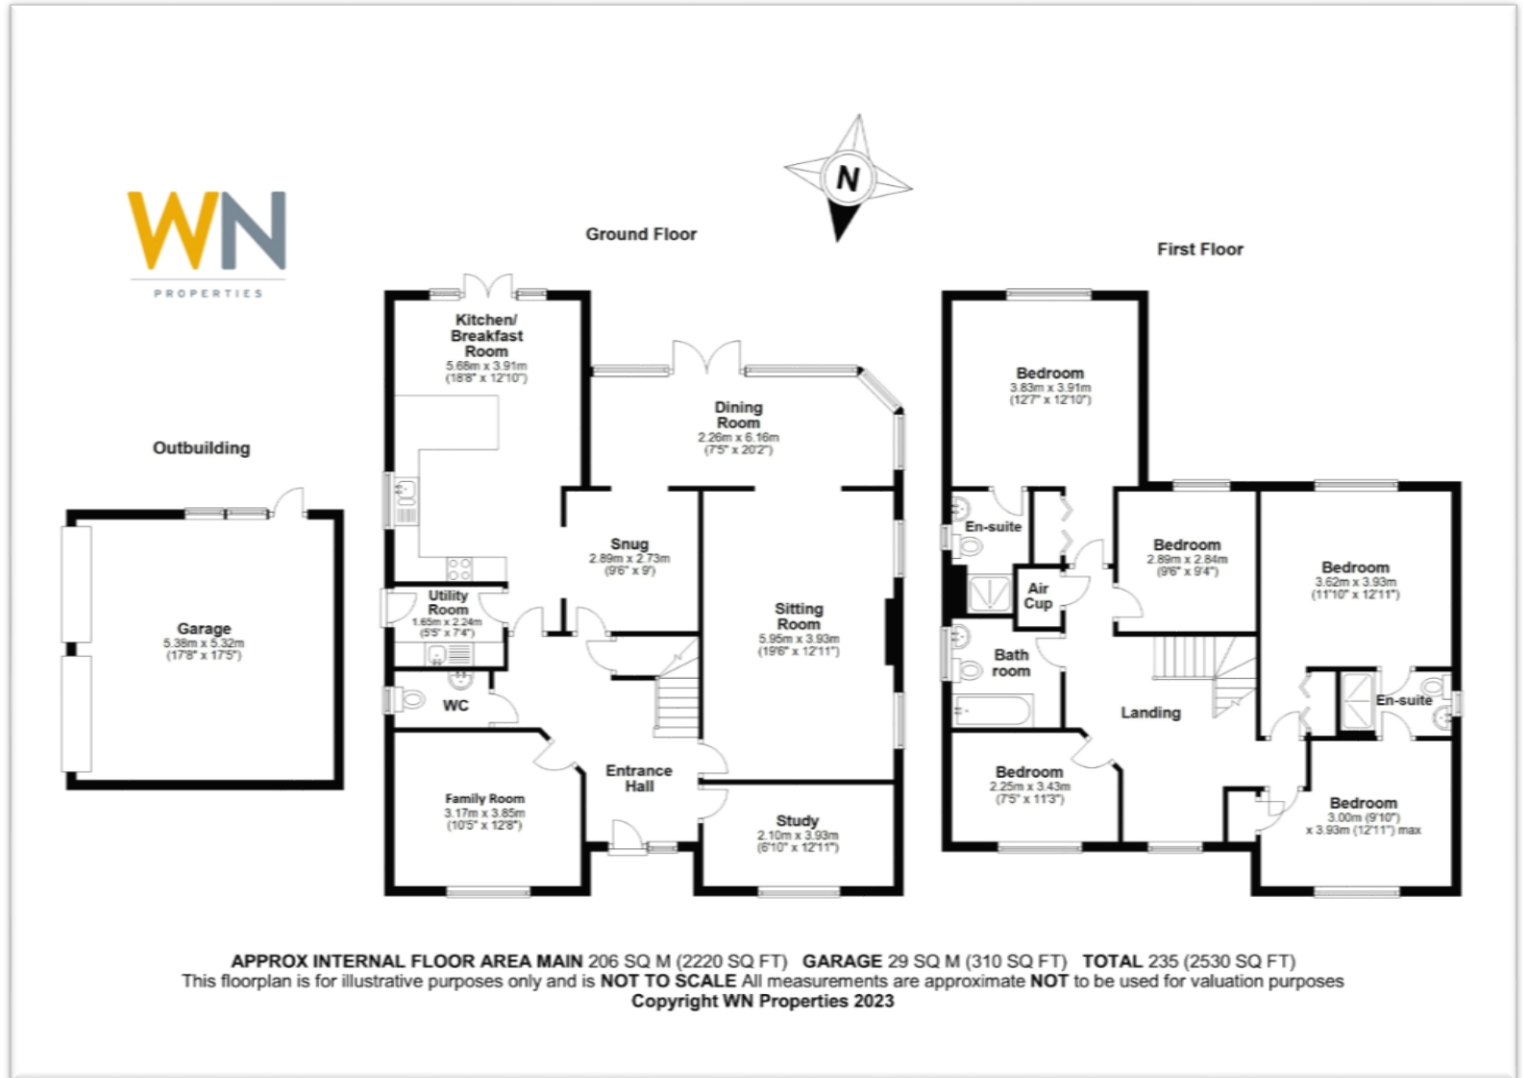 WN
PROPERTIES
N
Ground Floor
First Floor
Outbuilding
Garage
5.38m x 5.32m
(17'8" x 17'5")
Kitchen/
Breakfast
Room
5.68m x 3.91m
(18'8" x 12'10")
Dining
Room
2.26m x 6.16m
(7'5" x 20'2")
Snug
2.89m x 2.73m
(9'6" x 9')
Utility
Room
1.65m x 2.24m
(5'5" x 7'4")
Sitting
Room
5.95m x 3.93m
(19'6" x 12'11")
WC
Entrance
Hall
Family Room
3.17m x 3.85m
(10'5" x 12'8")
Study
2.10m x 3.93m
(6'10" x 12'11")
Bedroom
3.83m x 3.91m
(12'7" x 12'10")
En-suite
Bedroom
2.89m x 2.84m
(9'6" x 9'4")
Bedroom
3.62m x 3.93m
(11'10" x 12'11")
Air
Cup
Bath
room
Landing
En-suite
Bedroom
2.25m x 3.43m
(7'5" x 11'3")
Bedroom
3.00m (9'10")
x 3.93m (12'11") max
APPROX INTERNAL FLOOR AREA MAIN 206 SQ M (2220 SQ FT) GARAGE 29 SQ M (310 SQ FT) TOTAL 235 (2530 SQ FT)
This floorplan is for illustrative purposes only and is NOT TO SCALE All measurements are approximate NOT to be used for valuation purposes
Copyright WN Properties 2023